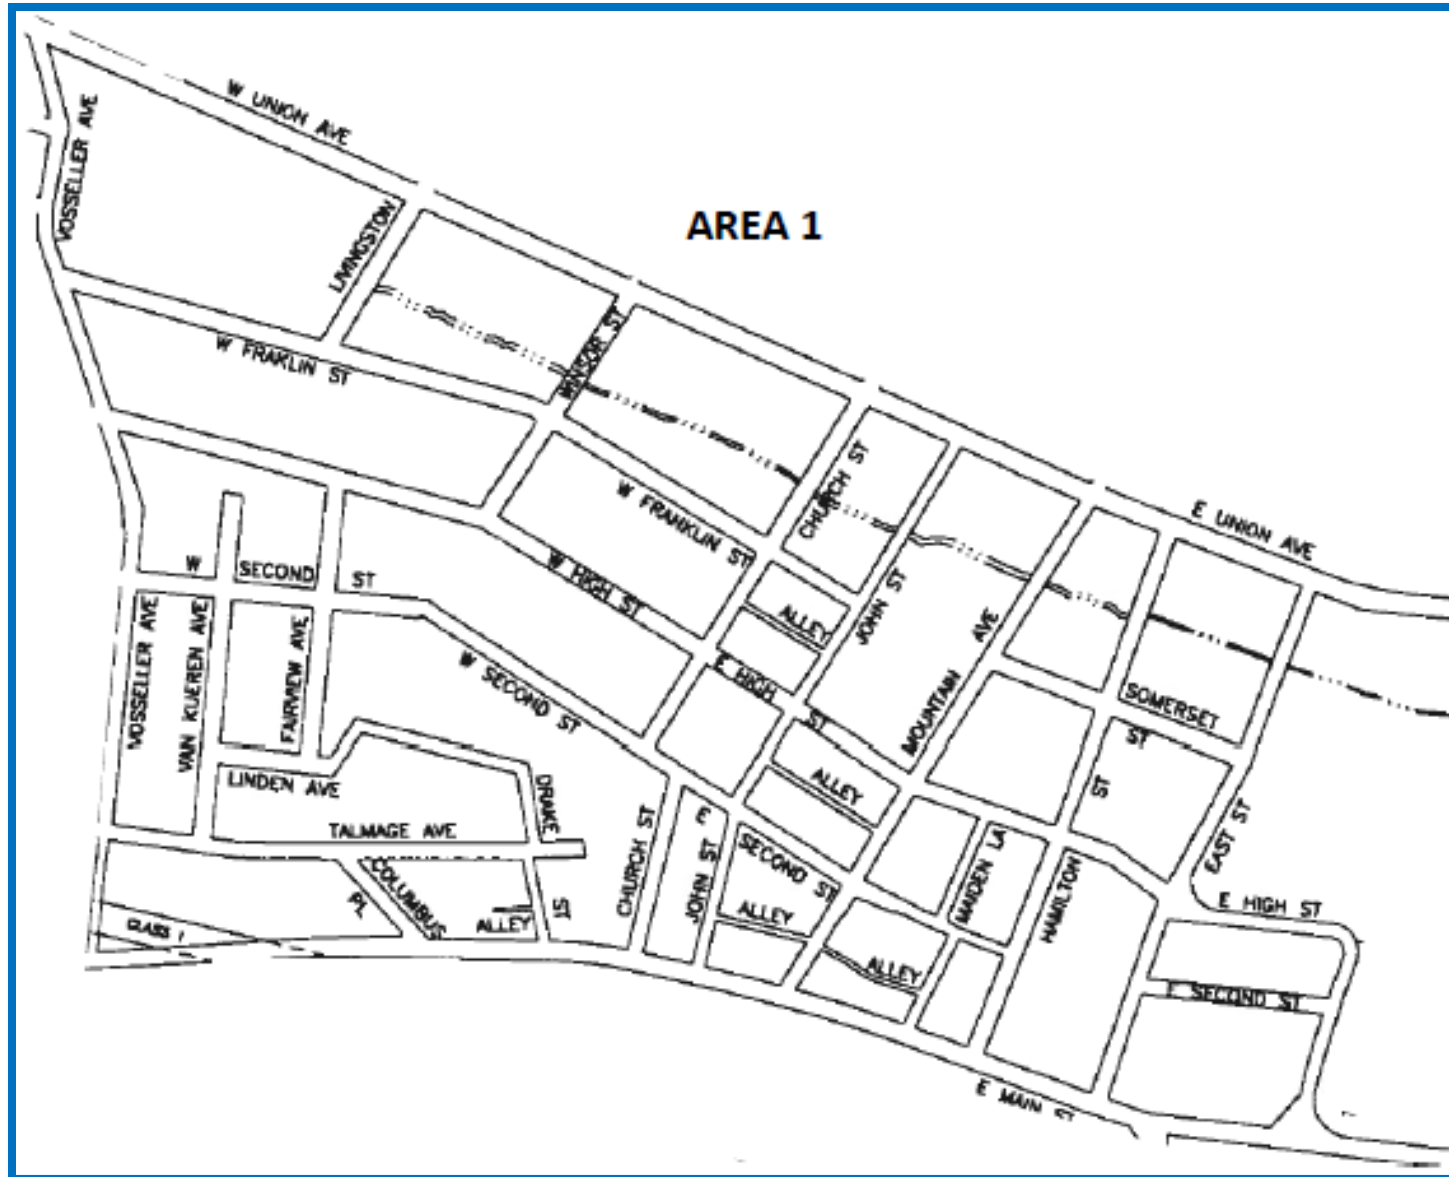 W UNION AVE
VOSSELLER AVE
LIVINGSTON
AREA 1
W FRAKLIN ST
WINSOR ST
CHURCH ST
W FRANKLIN ST
E UNION AVE
W HIGH ST
JOHN ST
ALLEY
W SECOND ST
MOUNTAIN AVE
VOSSELLER AVE
VAN KUEREN AVE
FAIRVIEW AVE
W SECOND ST
E HIGH ST
SOMERSET ST
ALLEY
LINDEN AVE
DRAKE ST
TALMAGE AVE
CHURCH ST
JOHN ST
E SECOND ST
MAIDEN LA
HAMILTON ST
EAST ST
COLUMBUS PL
ALLEY
ALLEY
ALLEY
E HIGH ST
E SECOND ST
E MAIN ST